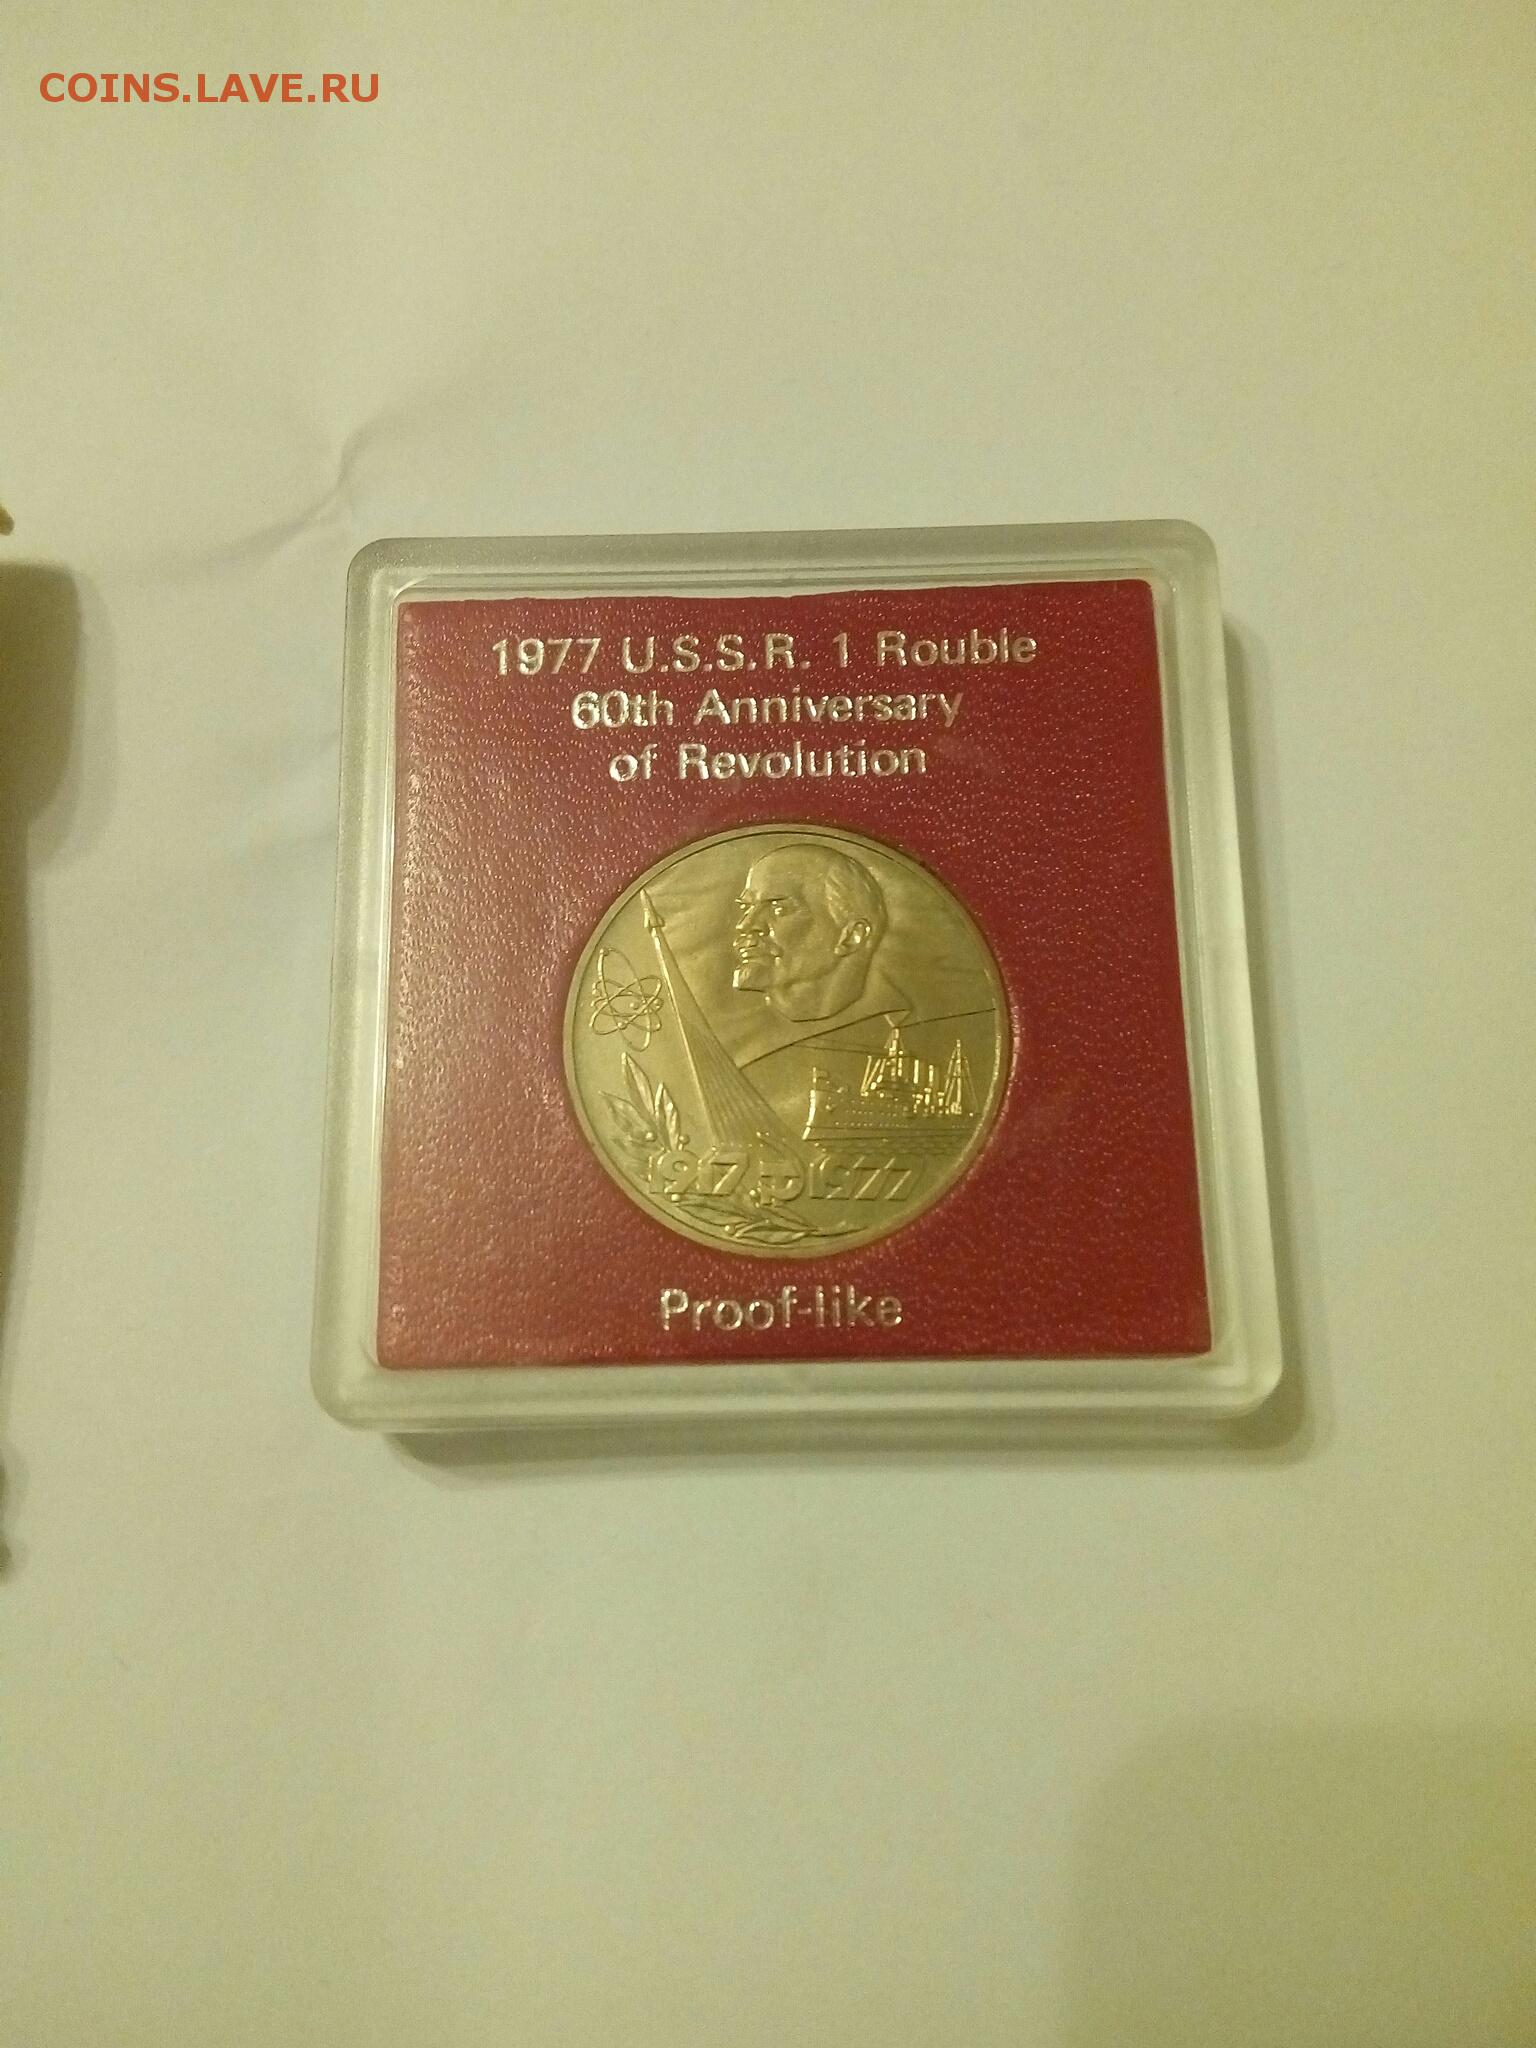 COINS.LAVE.RU
1977 U.S.S.R. 1 Rouble
60th Anniversary
of Revolution
1917 1977
Proof-like